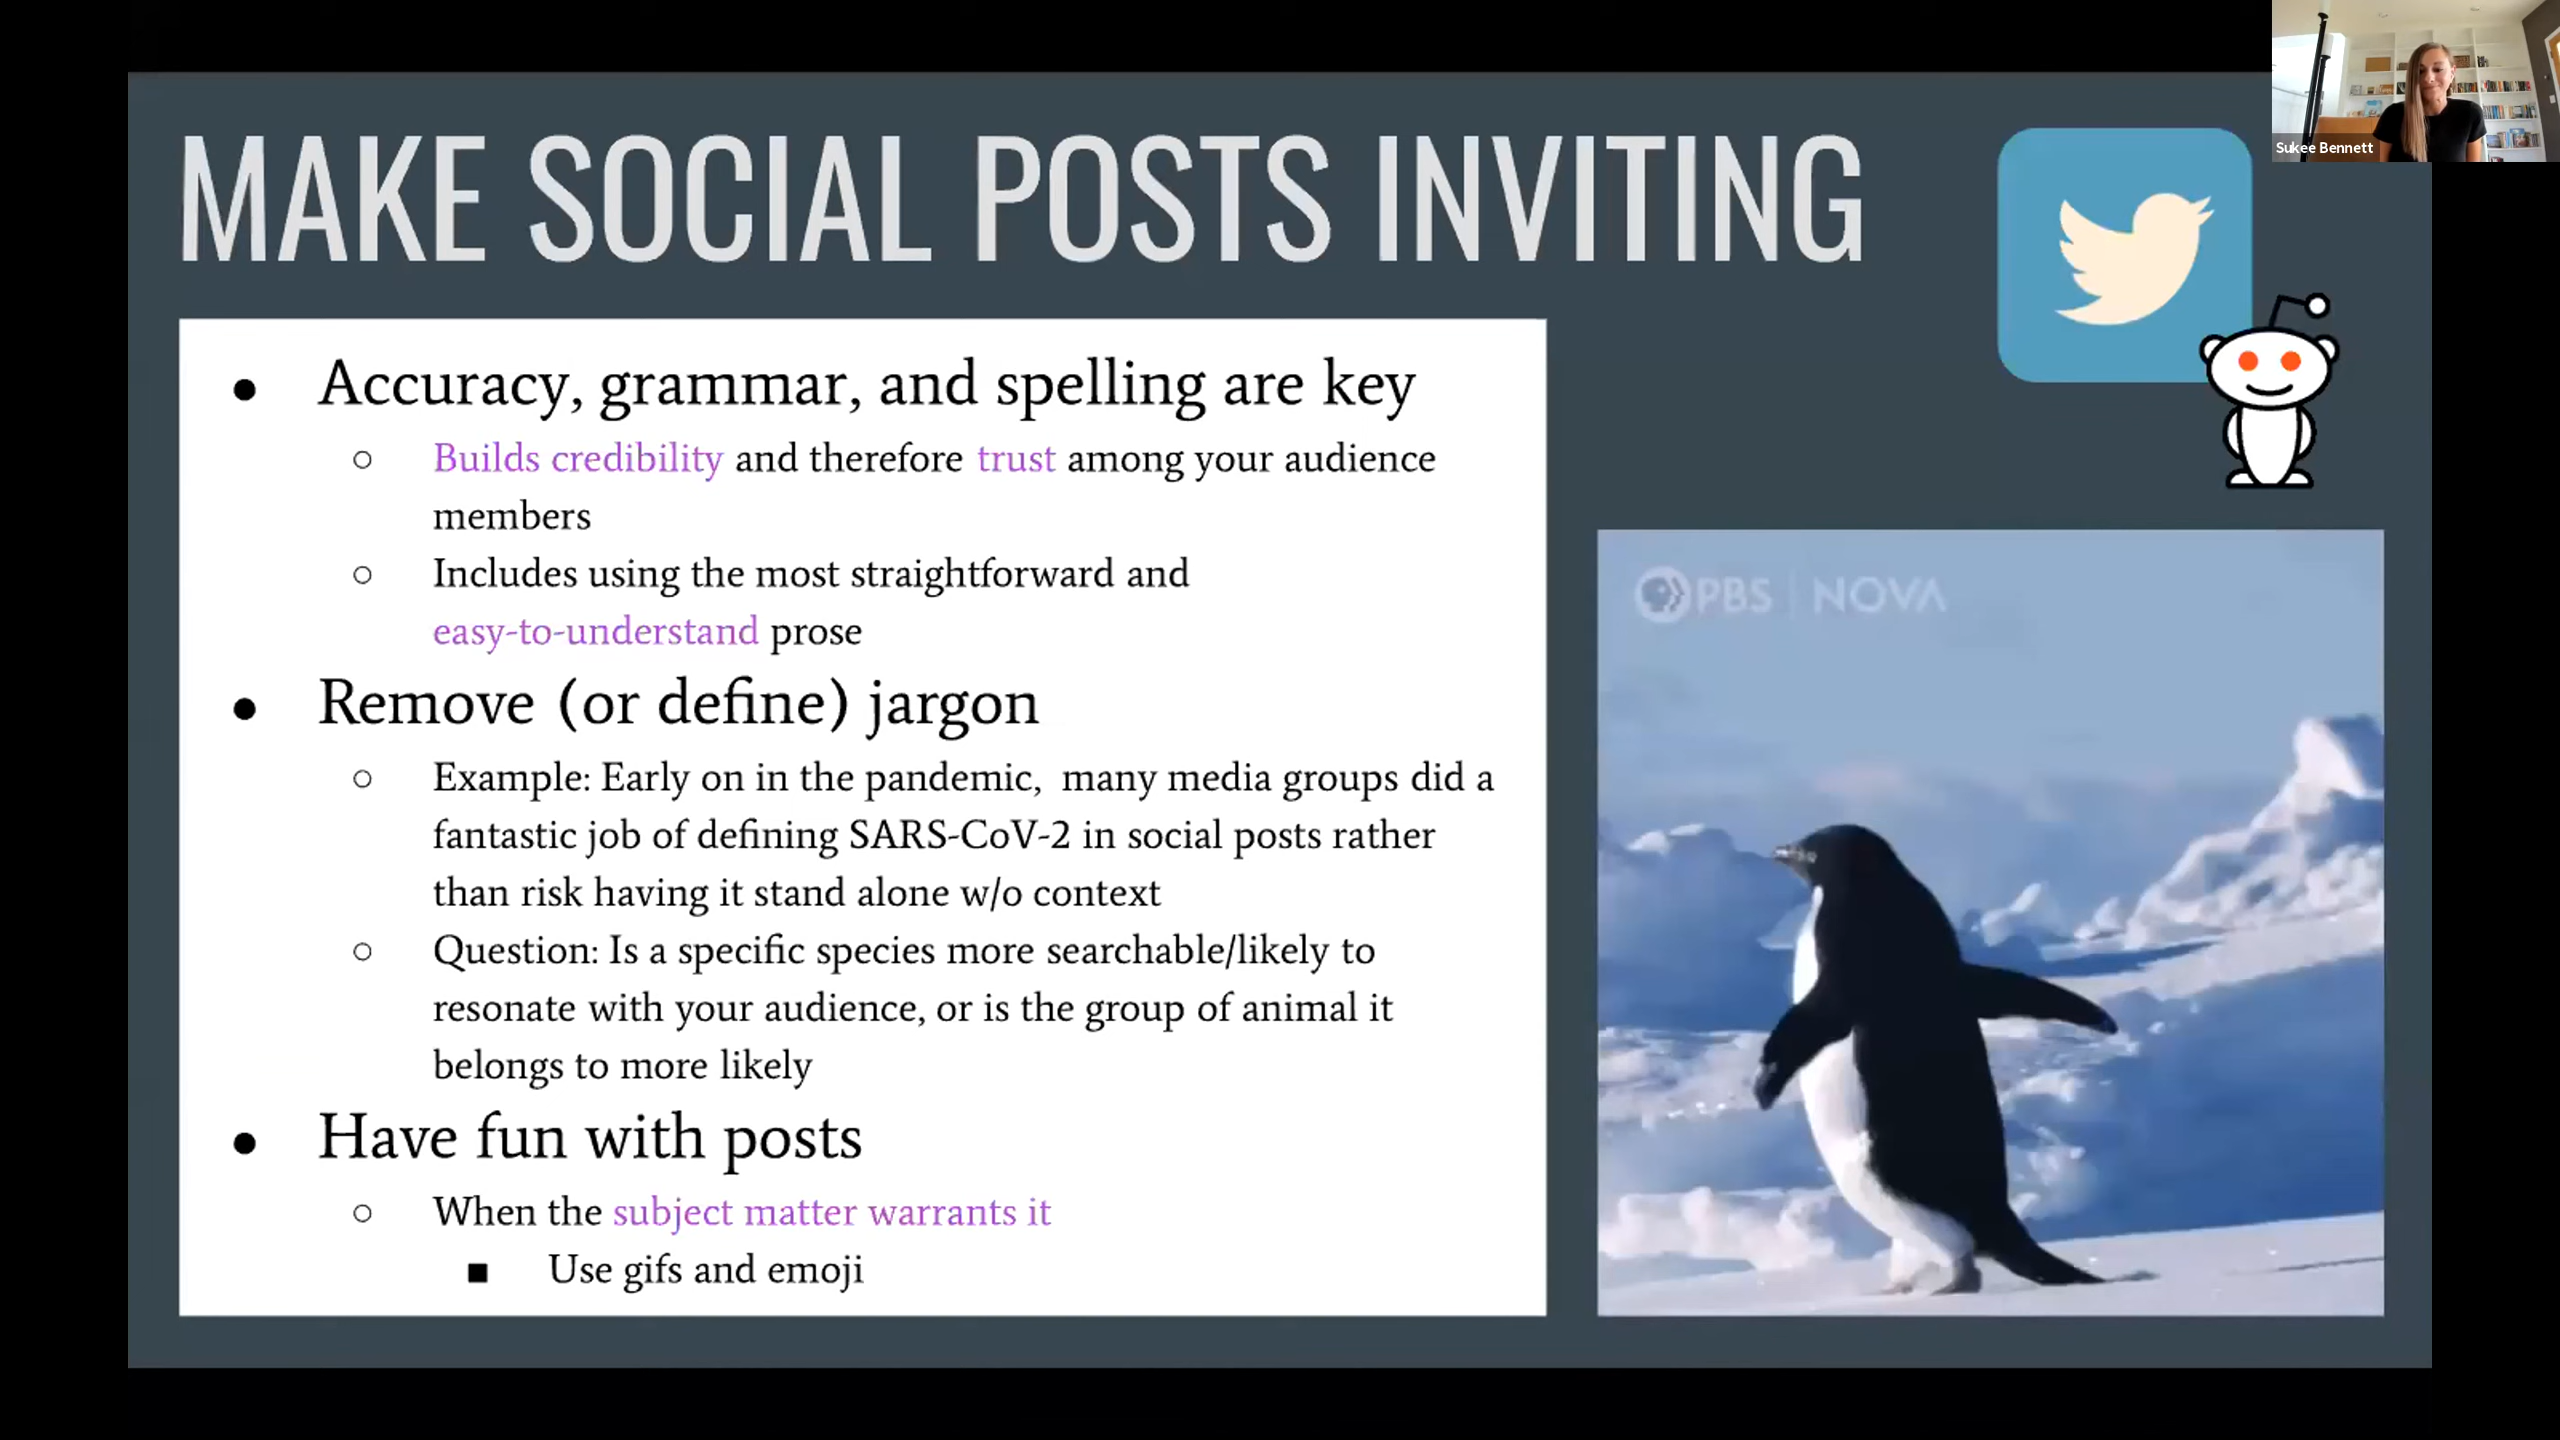 MAKE SOCIAL POSTS INVITING
Sukee Bennett
● Accuracy, grammar, and spelling are key
○ Builds credibility and therefore trust among your audience
members
○ Includes using the most straightforward and
easy-to-understand prose
● Remove (or define) jargon
○ Example: Early on in the pandemic,  many media groups did a
fantastic job of defining SARS-CoV-2 in social posts rather
than risk having it stand alone w/o context
○ Question: Is a specific species more searchable/likely to
resonate with your audience, or is the group of animal it
belongs to more likely
● Have fun with posts
○ When the subject matter warrants it
■ Use gifs and emoji
PBS | NOVA